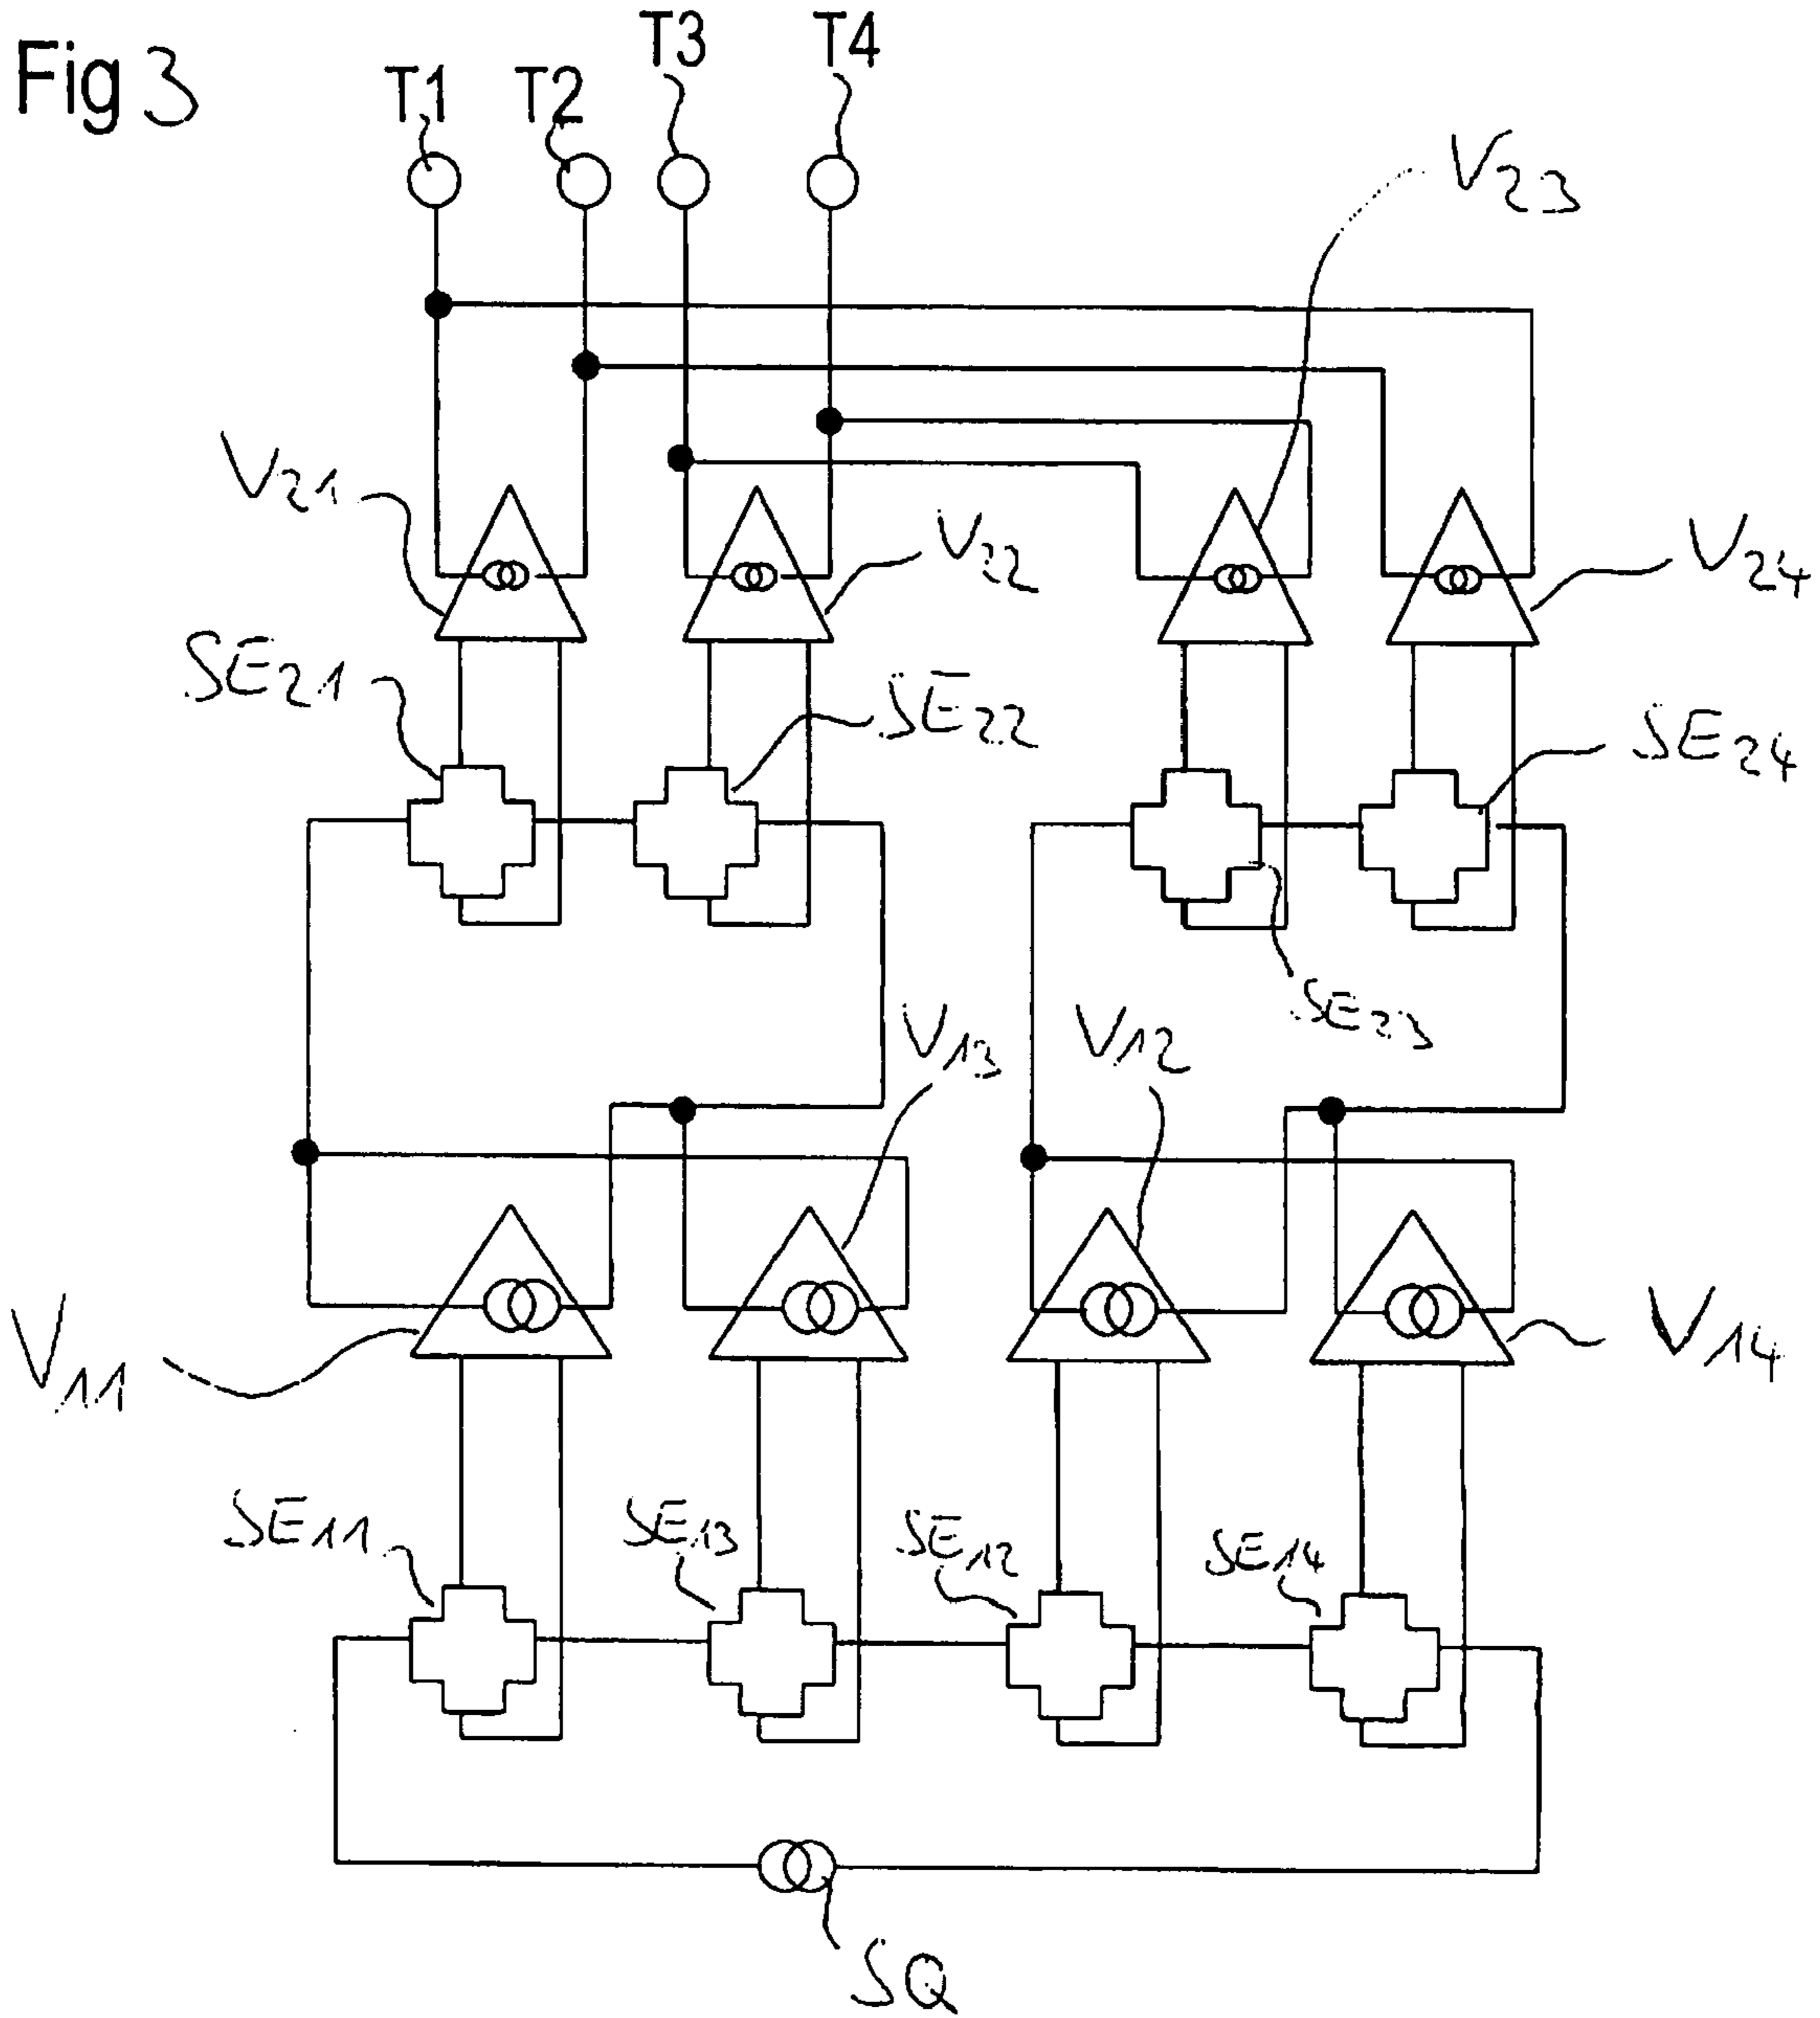 Fig 3
T1 T2 T3 T4
V23
V21
V22
V24
SE21
SE22
SE24
SE23
V13
V12
V11
V14
SE11
SE13
SE12
SE14
SQ